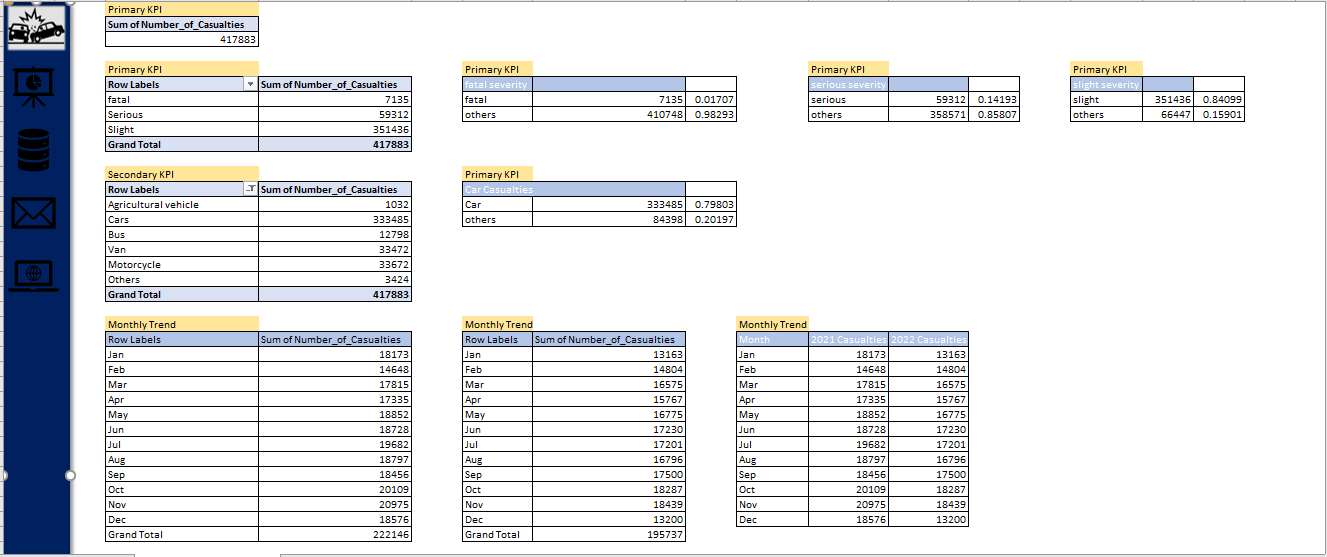 Primary KPI
Sum of Number_of_Casualties
417883
Primary KPI Primary KPI Primary KPI Primary KPI
Row Labels Sum of Number_of_Casualties fatal severity serious severity slight severity
fatal 7135 fatal 7135 0.01707 serious 59312 0.14193 slight 351436 0.84099
Serious 59312 others 410748 0.98293 others 358571 0.85807 others 66447 0.15901
Slight 351436
Grand Total 417883
Secondary KPI Primary KPI
Row Labels Sum of Number_of_Casualties Car Casualties
Agricultural vehicle 1032 Car 333485 0.79803
Cars 333485 others 84398 0.20197
Bus 12798
Van 33472
Motorcycle 33672
Others 3424
Grand Total 417883
Monthly Trend Monthly Trend Monthly Trend
Row Labels Sum of Number_of_Casualties Row Labels Sum of Number_of_Casualties Month 2021 Casualties 2022 Casualties
Jan 18173 Jan 13163 Jan 18173 13163
Feb 14648 Feb 14804 Feb 14648 14804
Mar 17815 Mar 16575 Mar 17815 16575
Apr 17335 Apr 15767 Apr 17335 15767
May 18852 May 16775 May 18852 16775
Jun 18728 Jun 17230 Jun 18728 17230
Jul 19682 Jul 17201 Jul 19682 17201
Aug 18797 Aug 16796 Aug 18797 16796
Sep 18456 Sep 17500 Sep 18456 17500
Oct 20109 Oct 18287 Oct 20109 18287
Nov 20975 Nov 18439 Nov 20975 18439
Dec 18576 Dec 13200 Dec 18576 13200
Grand Total 222146 Grand Total 195737